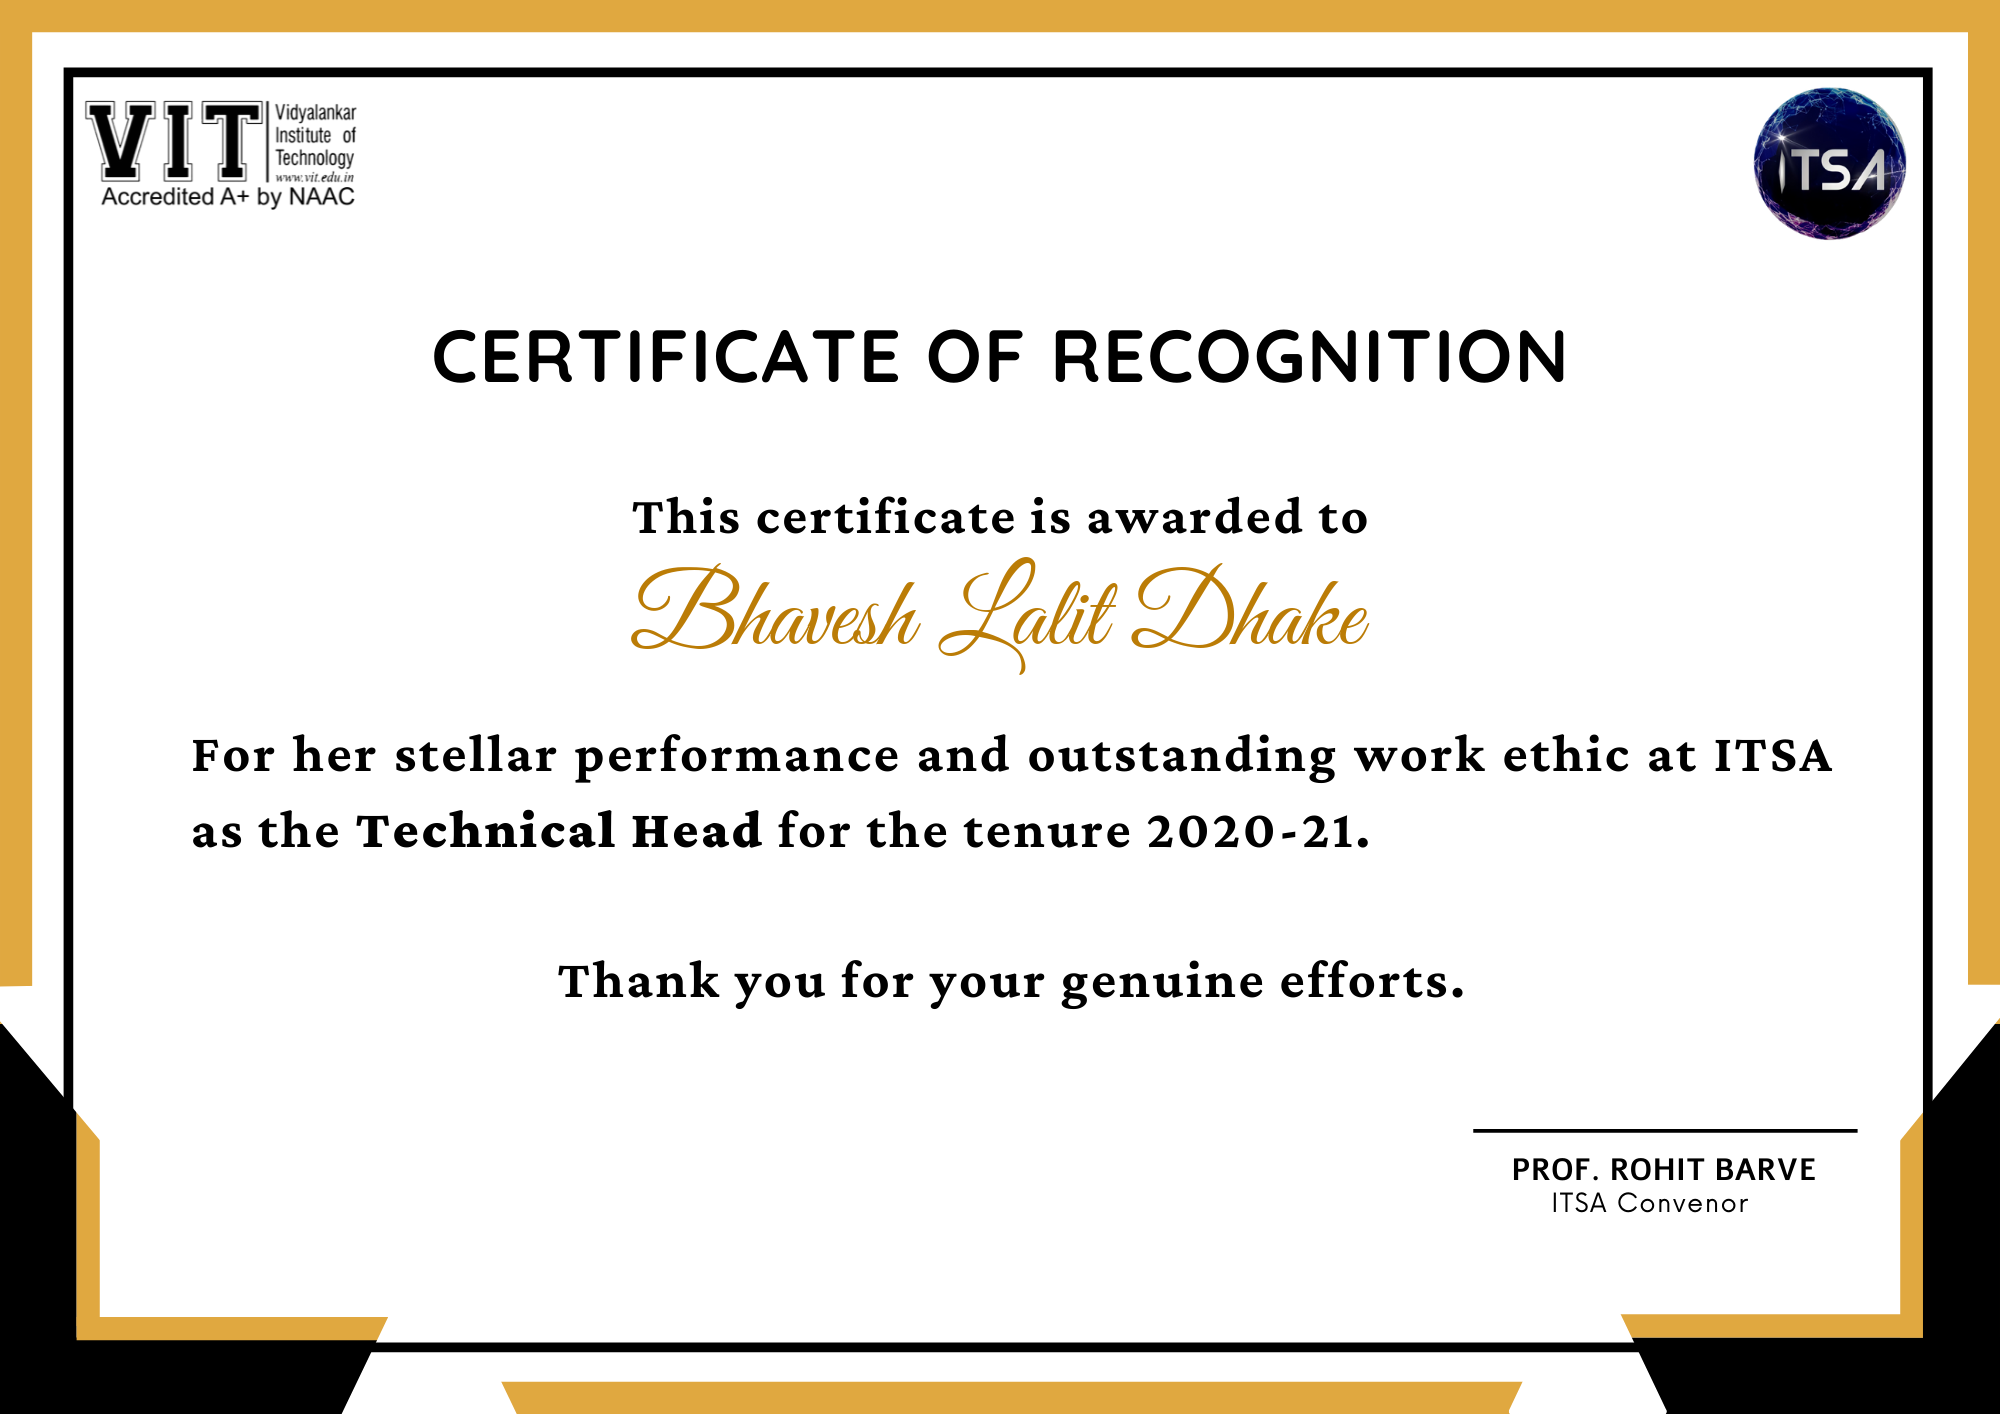 VIT
Vidyalankar
Institute of
Technology
www.vit.edu.in
Accredited A+ by NAAC
ITSA
CERTIFICATE OF RECOGNITION
This certificate is awarded to
Bhavesh Lalit Dhake
For her stellar performance and outstanding work ethic at ITSA
as the Technical Head for the tenure 2020-21.
Thank you for your genuine efforts.
PROF. ROHIT BARVE
ITSA Convenor